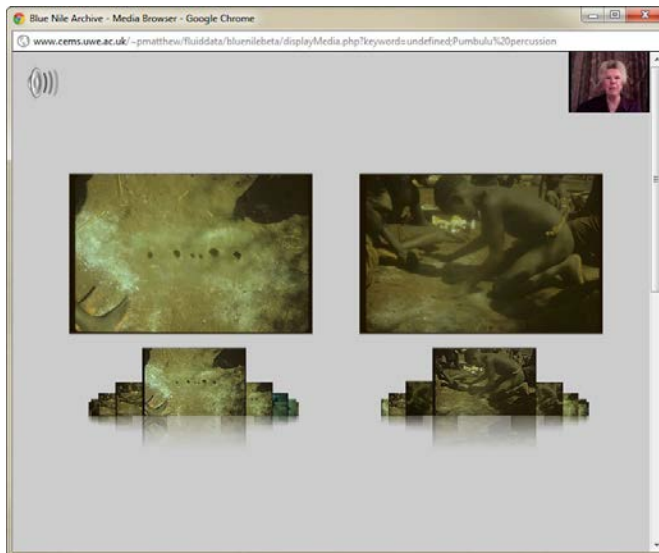 Blue Nile Archive - Media Browser - Google Chrome
www.cems.uwe.ac.uk/~pmatthew/fluiddata/bluenilebeta/displayMedia.php?keyword=undefined;Pumbulu%20percussion